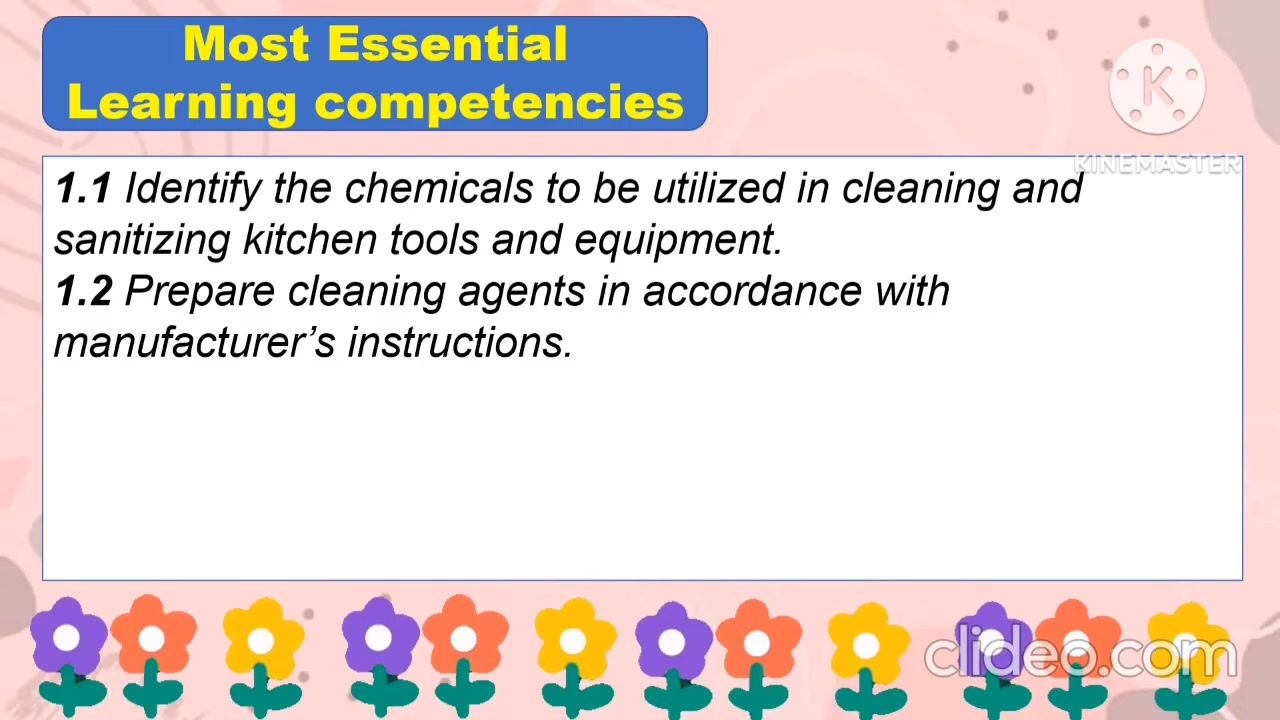 Most Essential
Learning competencies
K
KINEMASTER
1.1 Identify the chemicals to be utilized in cleaning and
sanitizing kitchen tools and equipment.
1.2 Prepare cleaning agents in accordance with
manufacturer’s instructions.
clideo.com